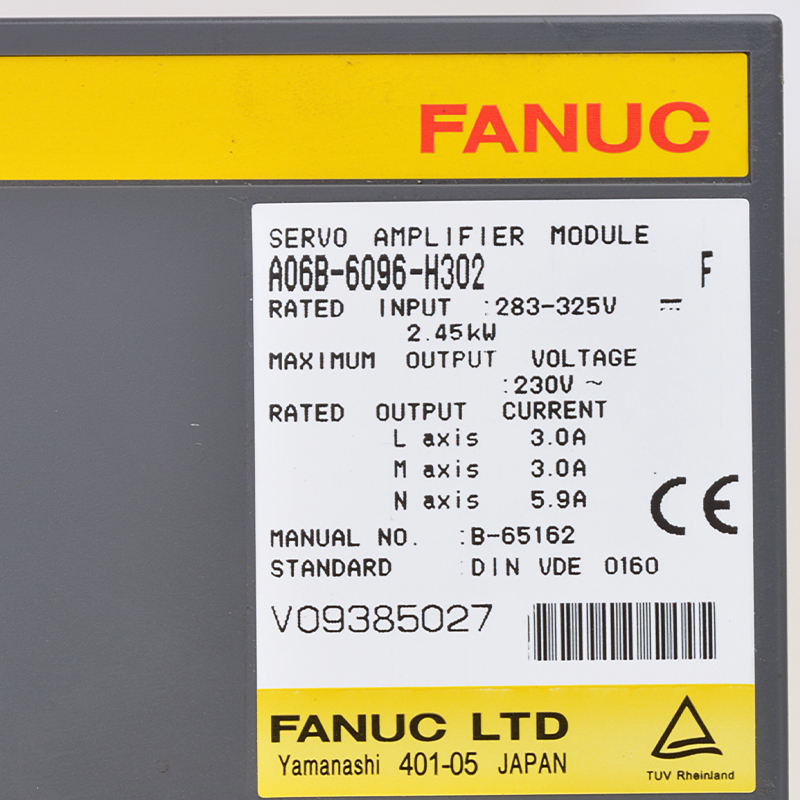 FANUC
SERVO AMPLIFIER MODULE
A06B-6096-H302 F
RATED INPUT :283-325V ⎓
2.45kW
MAXIMUM OUTPUT VOLTAGE
:230V ~
RATED OUTPUT CURRENT
L axis 3.0A
M axis 3.0A
N axis 5.9A
CE
MANUAL NO. :B-65162
STANDARD :DIN VDE 0160
V09385027
FANUC LTD
Yamanashi 401-05 JAPAN
TUV Rheinland